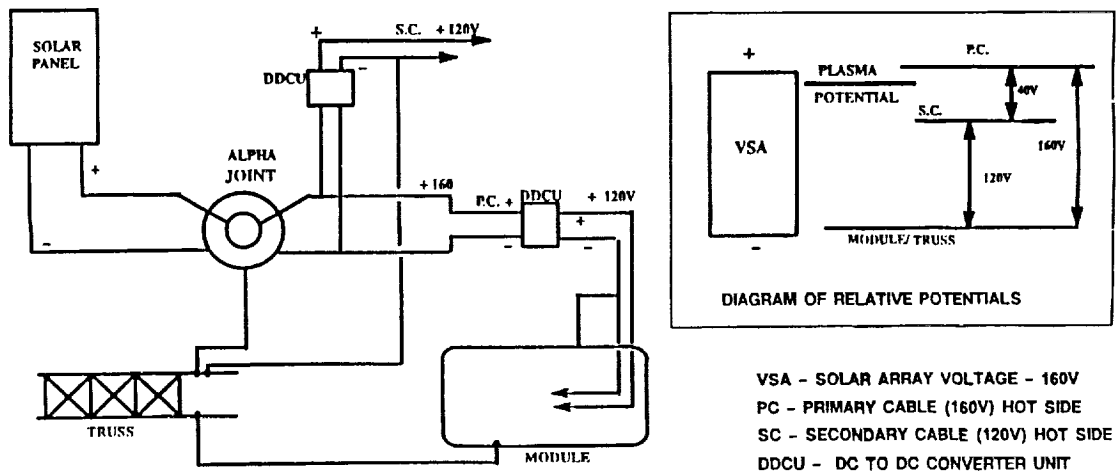 SOLAR
PANEL
+
-
ALPHA
JOINT
+ S.C. +120V
-
DDCU
+160
P.C. +
-
DDCU
+ 120V
+
-
TRUSS
MODULE
+
VSA
-
PLASMA
POTENTIAL
P.C.
40V
S.C.
160V
120V
MODULE/ TRUSS
DIAGRAM OF RELATIVE POTENTIALS
VSA - SOLAR ARRAY VOLTAGE - 160V
PC - PRIMARY CABLE (160V) HOT SIDE
SC - SECONDARY CABLE (120V) HOT SIDE
DDCU - DC TO DC CONVERTER UNIT